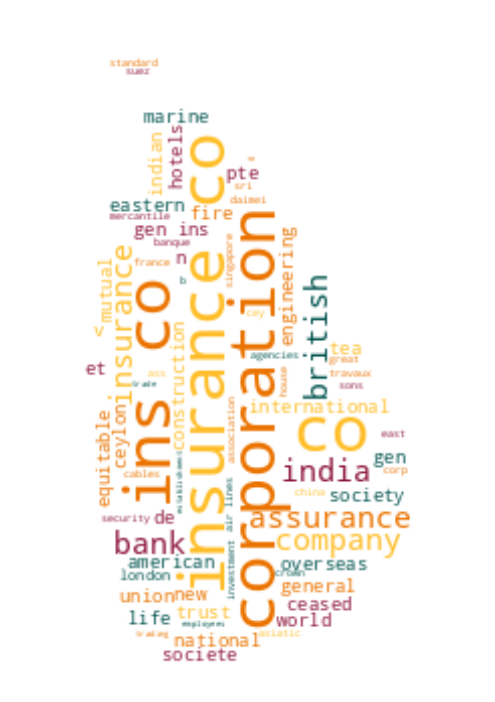 standard
suez
marine
indian
hotels
insurance co
pte
sri
daimei
eastern
mercantile
fire
gen ins
banque
n
b
france
mutual
<
insurance
ins co
singapore
corporation
engineering
british
cey
tea
great
travaux
sons
agencies
house
et
ass
trade
construction
equitable
ceylon
establishment
association
international
co
east
gen
corp
india
cables
china
society
security
de
air lines
assurance
bank
company
american
london
investment
overseas
crown
union
new
general
ceased
life
trust
employees
world
trading
national
asiatic
societe